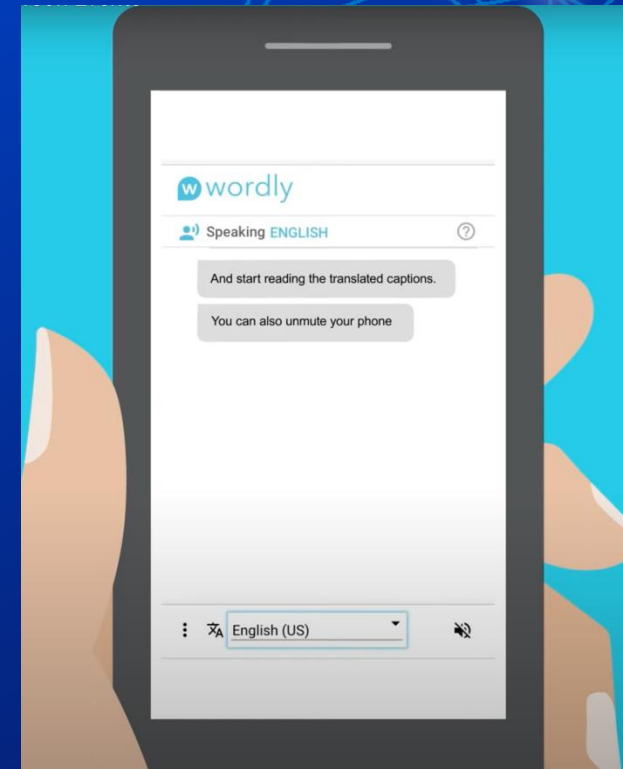 wordly
Speaking ENGLISH
And start reading the translated captions.
You can also unmute your phone
English (US)